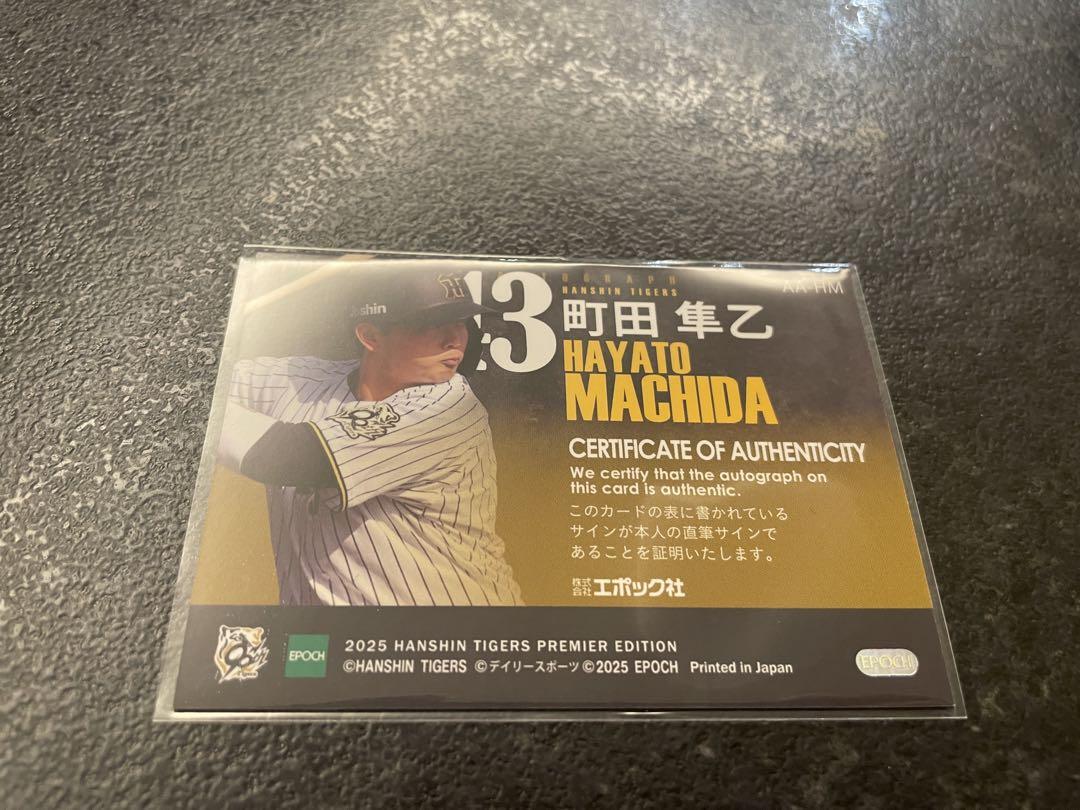 HANSHIN TIGERS
AA-HM
町田 隼乙
HAYATO
MACHIDA
CERTIFICATE OF AUTHENTICITY
We certify that the autograph on
this card is authentic.
このカードの表に書かれている
サインが本人の直筆サインで
あることを証明いたします。
株式会社 エポック社
EPOCH
2025 HANSHIN TIGERS PREMIER EDITION
©HANSHIN TIGERS ©デイリースポーツ ©2025 EPOCH Printed in Japan
EPOCH